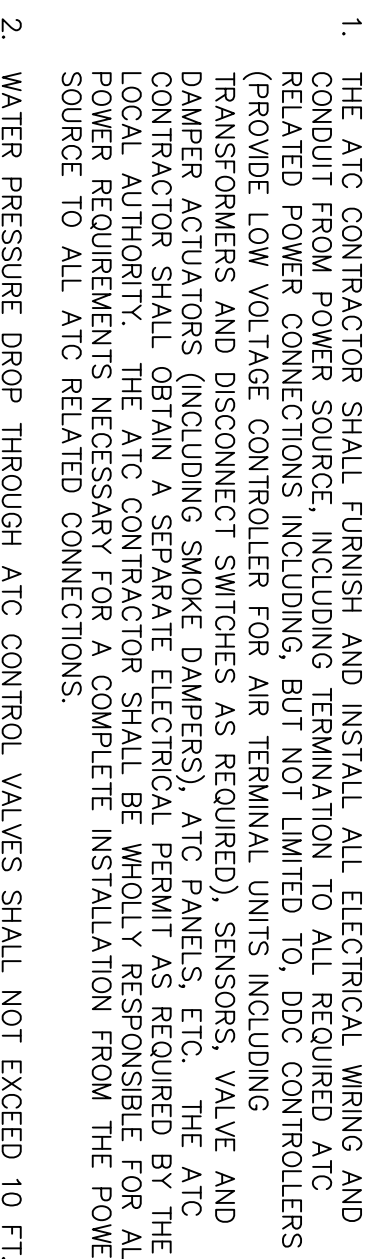 1. THE ATC CONTRACTOR SHALL FURNISH AND INSTALL ALL ELECTRICAL WIRING AND
CONDUIT FROM POWER SOURCE, INCLUDING TERMINATION TO ALL REQUIRED ATC
RELATED POWER CONNECTIONS INCLUDING, BUT NOT LIMITED TO, DDC CONTROLLERS
(PROVIDE LOW VOLTAGE CONTROLLER FOR AIR TERMINAL UNITS INCLUDING
TRANSFORMERS AND DISCONNECT SWITCHES AS REQUIRED), SENSORS, VALVE AND
DAMPER ACTUATORS (INCLUDING SMOKE DAMPERS), ATC PANELS, ETC. THE ATC
CONTRACTOR SHALL OBTAIN A SEPARATE ELECTRICAL PERMIT AS REQUIRED BY THE
LOCAL AUTHORITY. THE ATC CONTRACTOR SHALL BE WHOLLY RESPONSIBLE FOR AL
POWER REQUIREMENTS NECESSARY FOR A COMPLETE INSTALLATION FROM THE POWE
SOURCE TO ALL ATC RELATED CONNECTIONS.
2. WATER PRESSURE DROP THROUGH ATC CONTROL VALVES SHALL NOT EXCEED 10 FT.